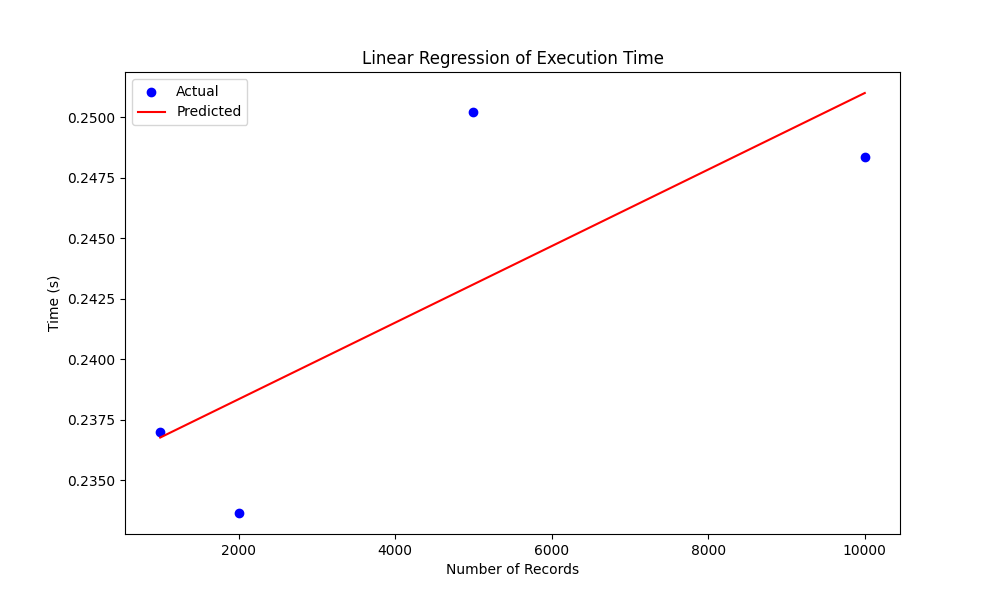 Linear Regression of Execution Time
Actual
Predicted
0.2500
0.2475
0.2450
0.2425
0.2400
0.2375
0.2350
Time (s)
2000 4000 6000 8000 10000
Number of Records